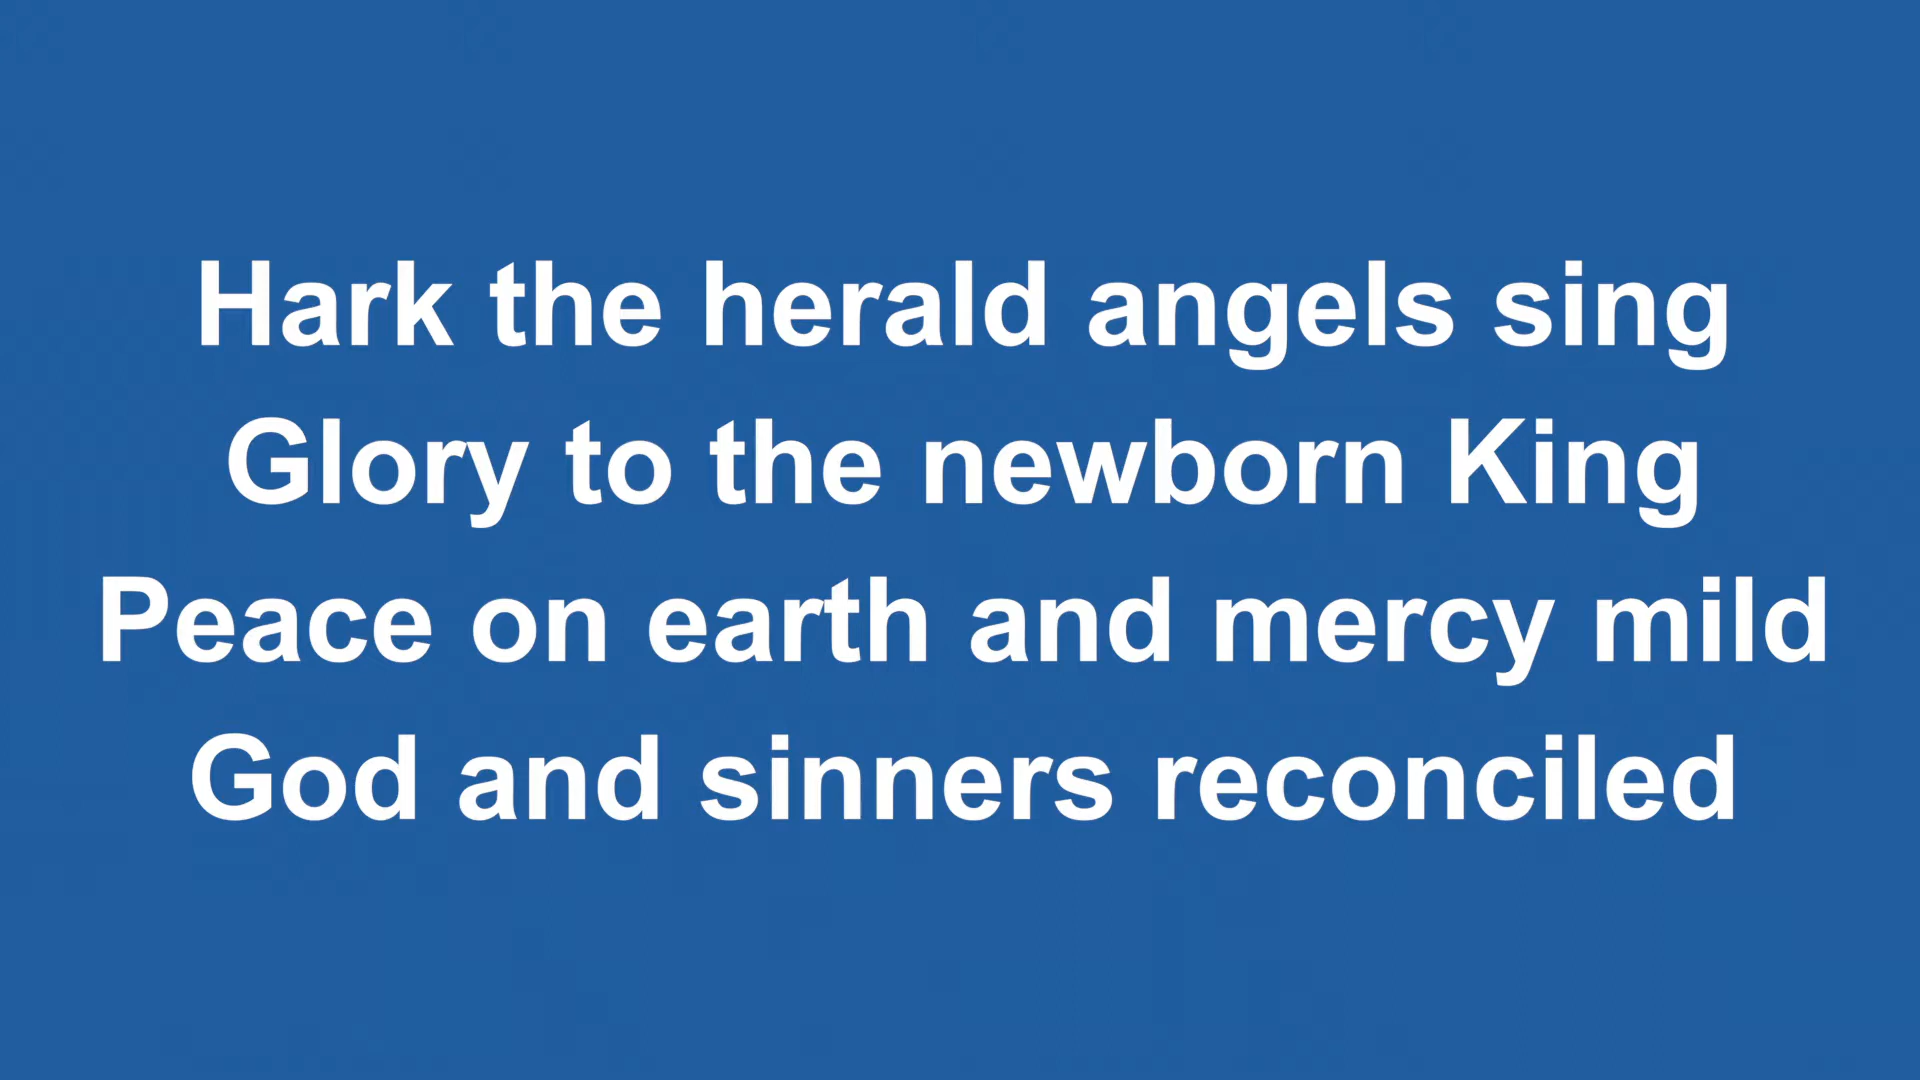 Hark the herald angels sing
Glory to the newborn King
Peace on earth and mercy mild
God and sinners reconciled